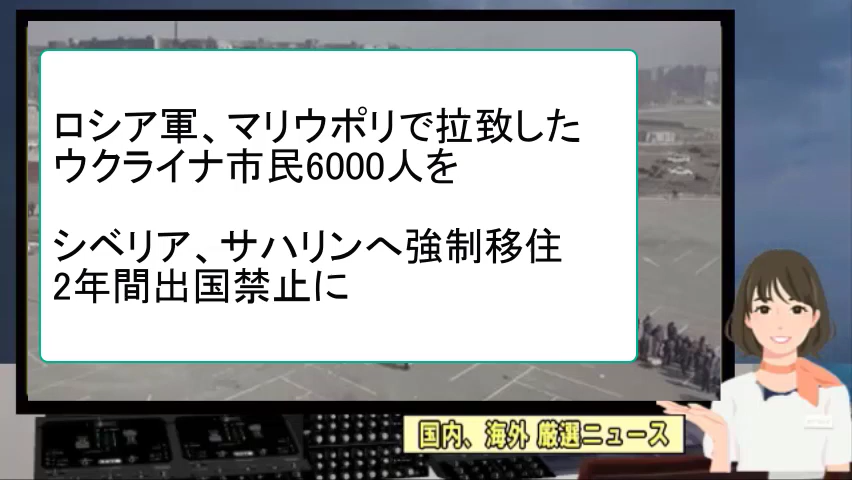 ロシア軍、マリウポリで拉致した
ウクライナ市民6000人を
シベリア、サハリンへ強制移住
2年間出国禁止に
国内、海外 厳選ニュース